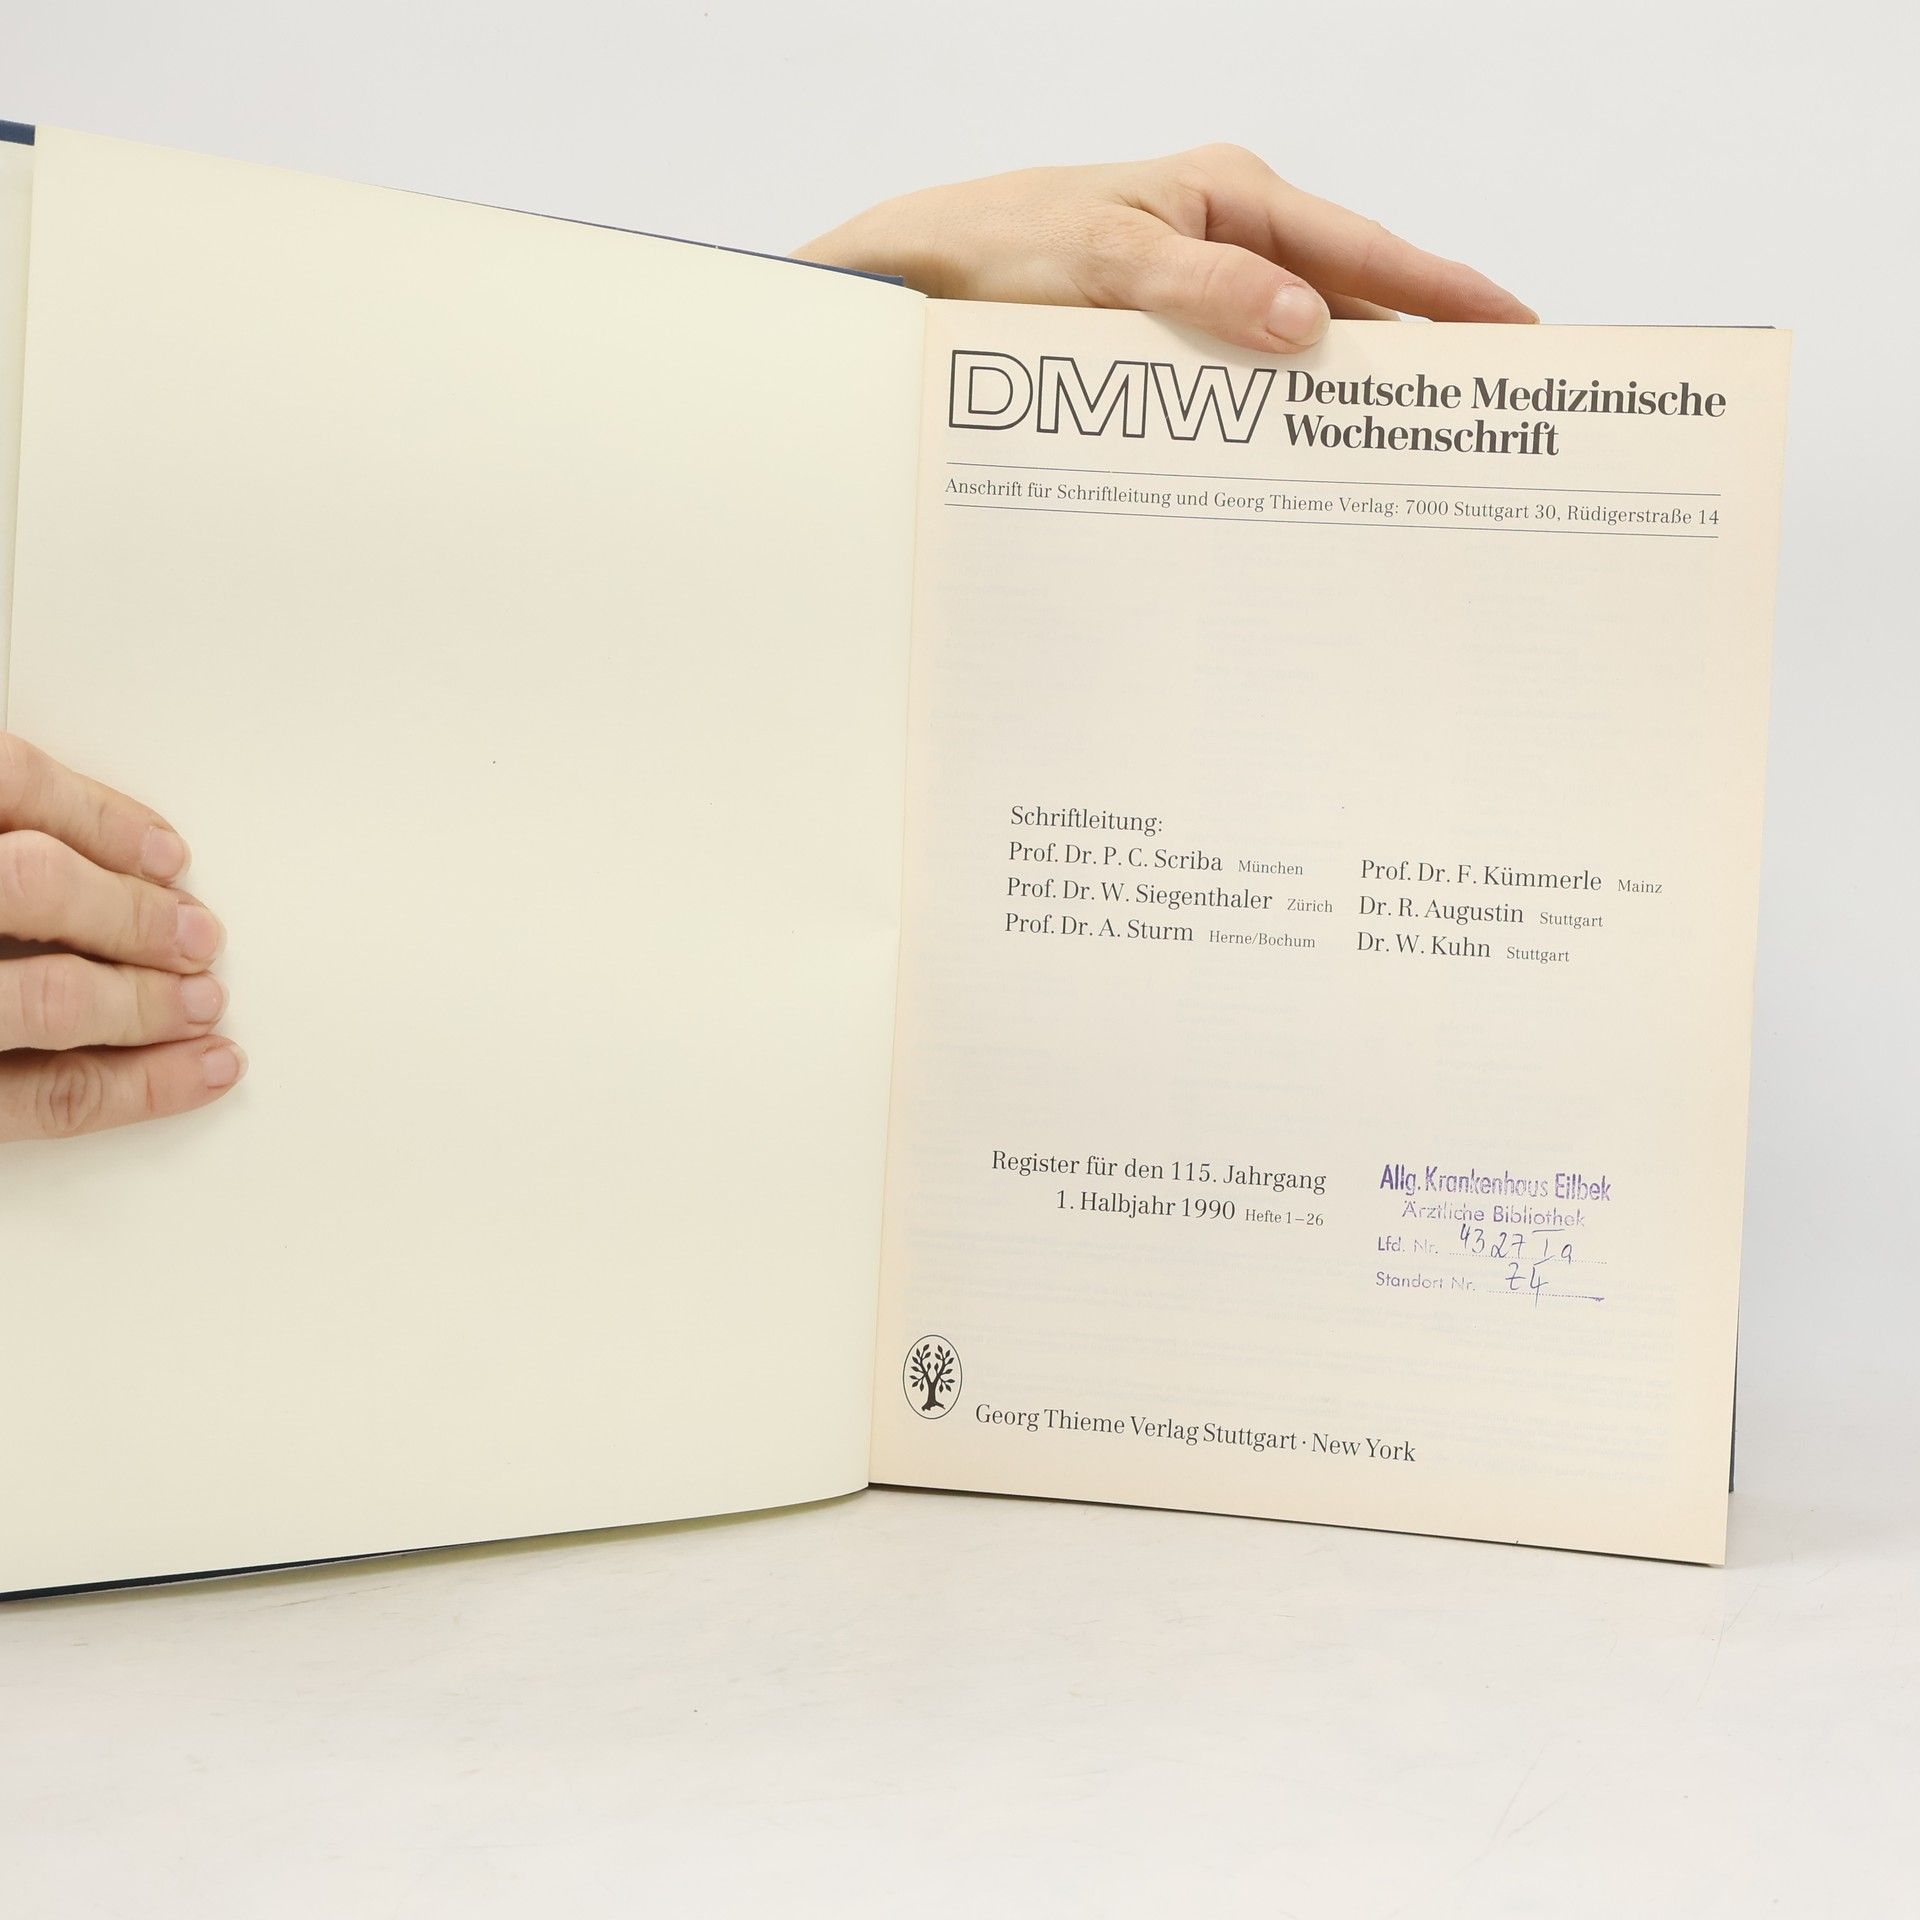 DMW Deutsche Medizinische
Wochenschrift
Anschrift für Schriftleitung und Georg Thieme Verlag: 7000 Stuttgart 30, Rüdigerstraße 14
Schriftleitung:
Prof. Dr. P. C. Scriba München
Prof. Dr. W. Siegenthaler Zürich
Prof. Dr. A. Sturm Herne/Bochum
Prof. Dr. F. Kümmerle Mainz
Dr. R. Augustin Stuttgart
Dr. W. Kuhn Stuttgart
Register für den 115. Jahrgang
1. Halbjahr 1990 Hefte 1–26
Allg. Krankenhaus Eilbek
Ärztliche Bibliothek
Lfd. Nr. 4327 I a
Standort Nr. Z4
Georg Thieme Verlag Stuttgart · New York